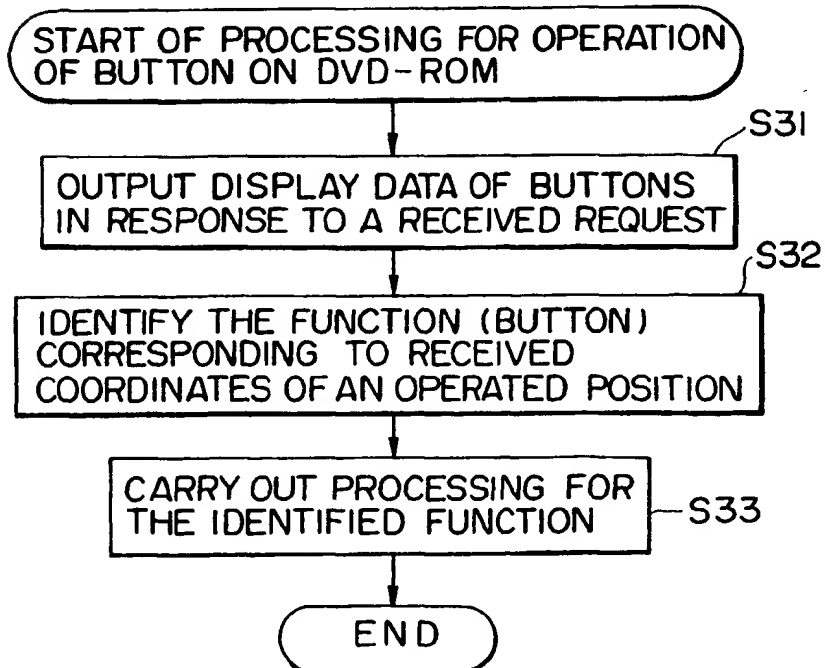 START OF PROCESSING FOR OPERATION
OF BUTTON ON DVD-ROM
S31
OUTPUT DISPLAY DATA OF BUTTONS
IN RESPONSE TO A RECEIVED REQUEST
S32
IDENTIFY THE FUNCTION (BUTTON)
CORRESPONDING TO RECEIVED
COORDINATES OF AN OPERATED POSITION
CARRY OUT PROCESSING FOR
THE IDENTIFIED FUNCTION
S33
END